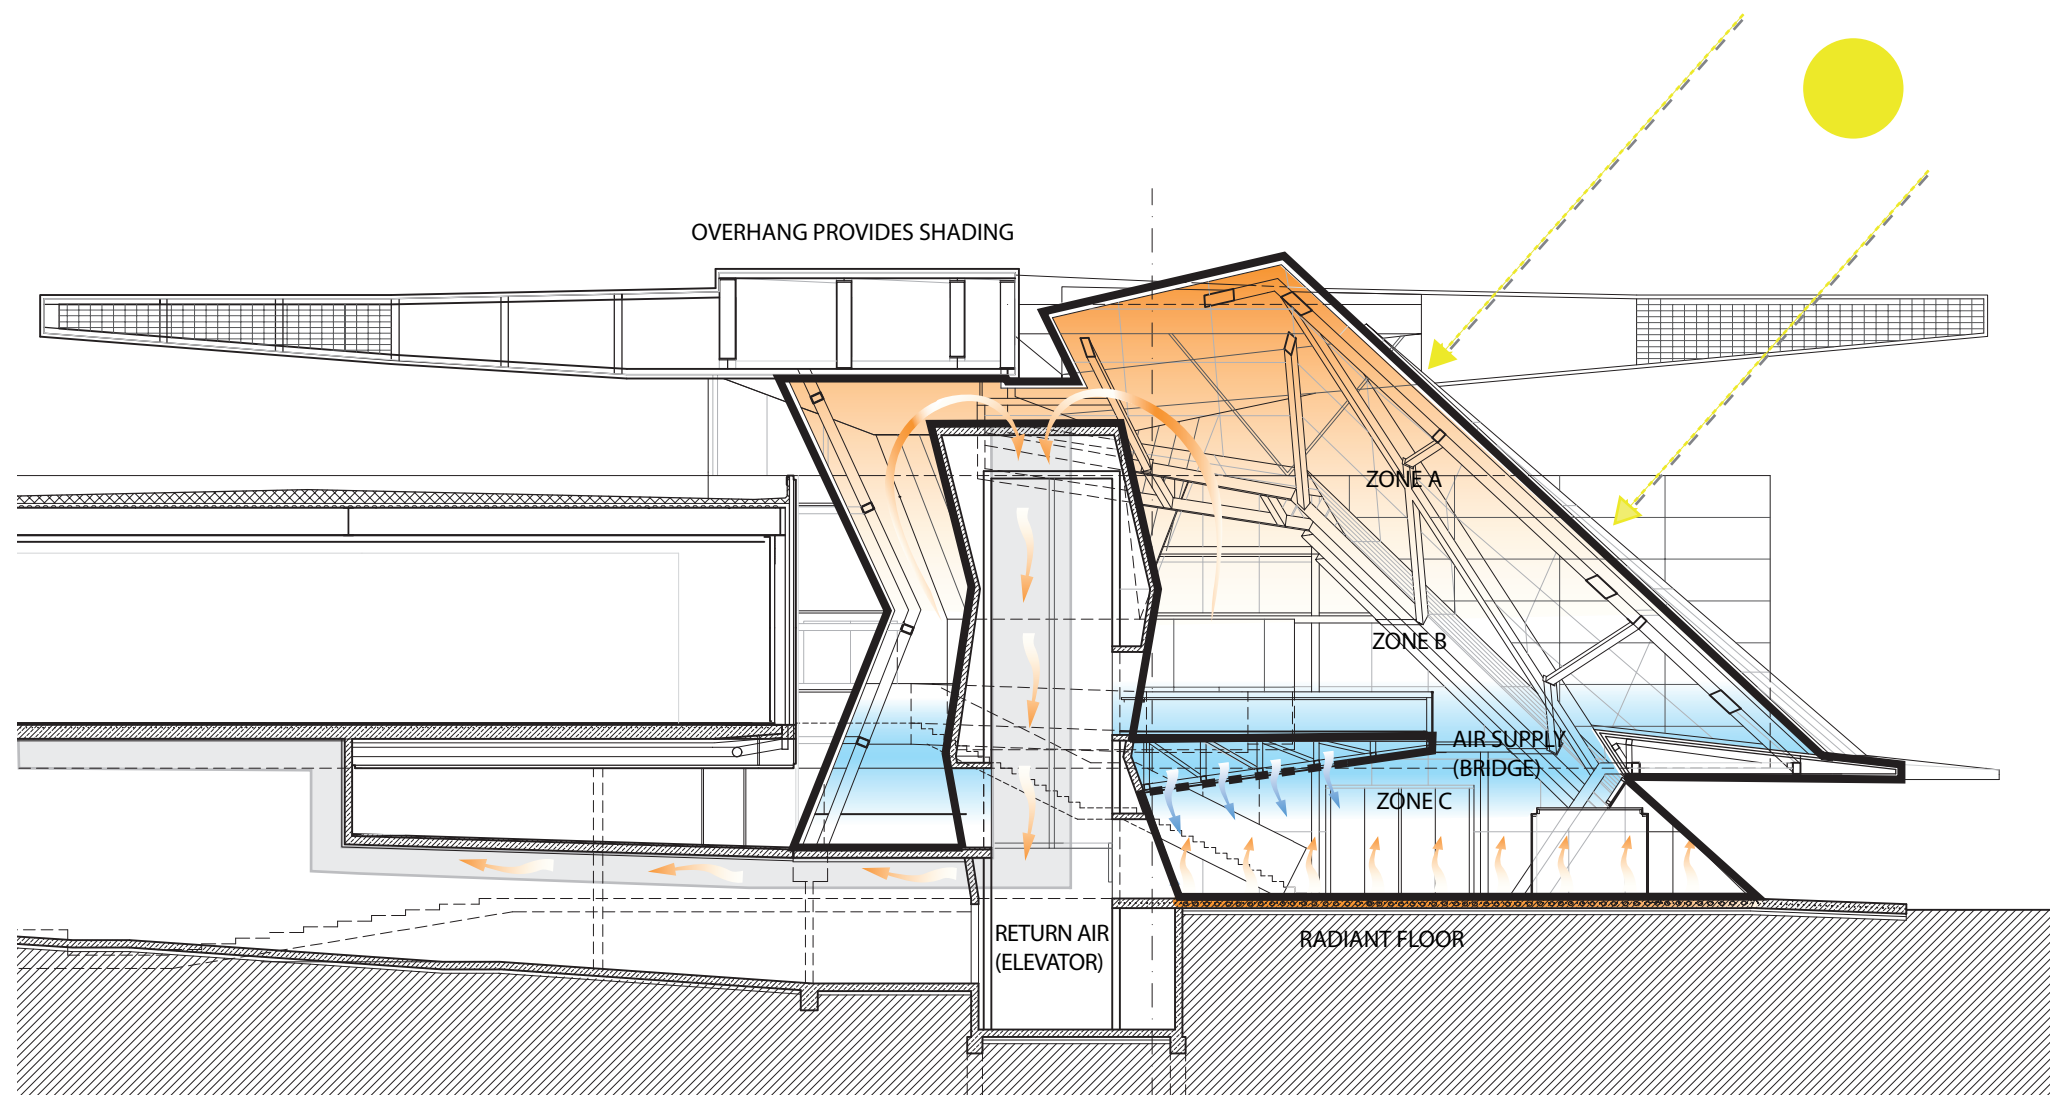 OVERHANG PROVIDES SHADING
ZONE A
ZONE B
AIR SUPPLY
(BRIDGE)
ZONE C
RETURN AIR
(ELEVATOR)
RADIANT FLOOR